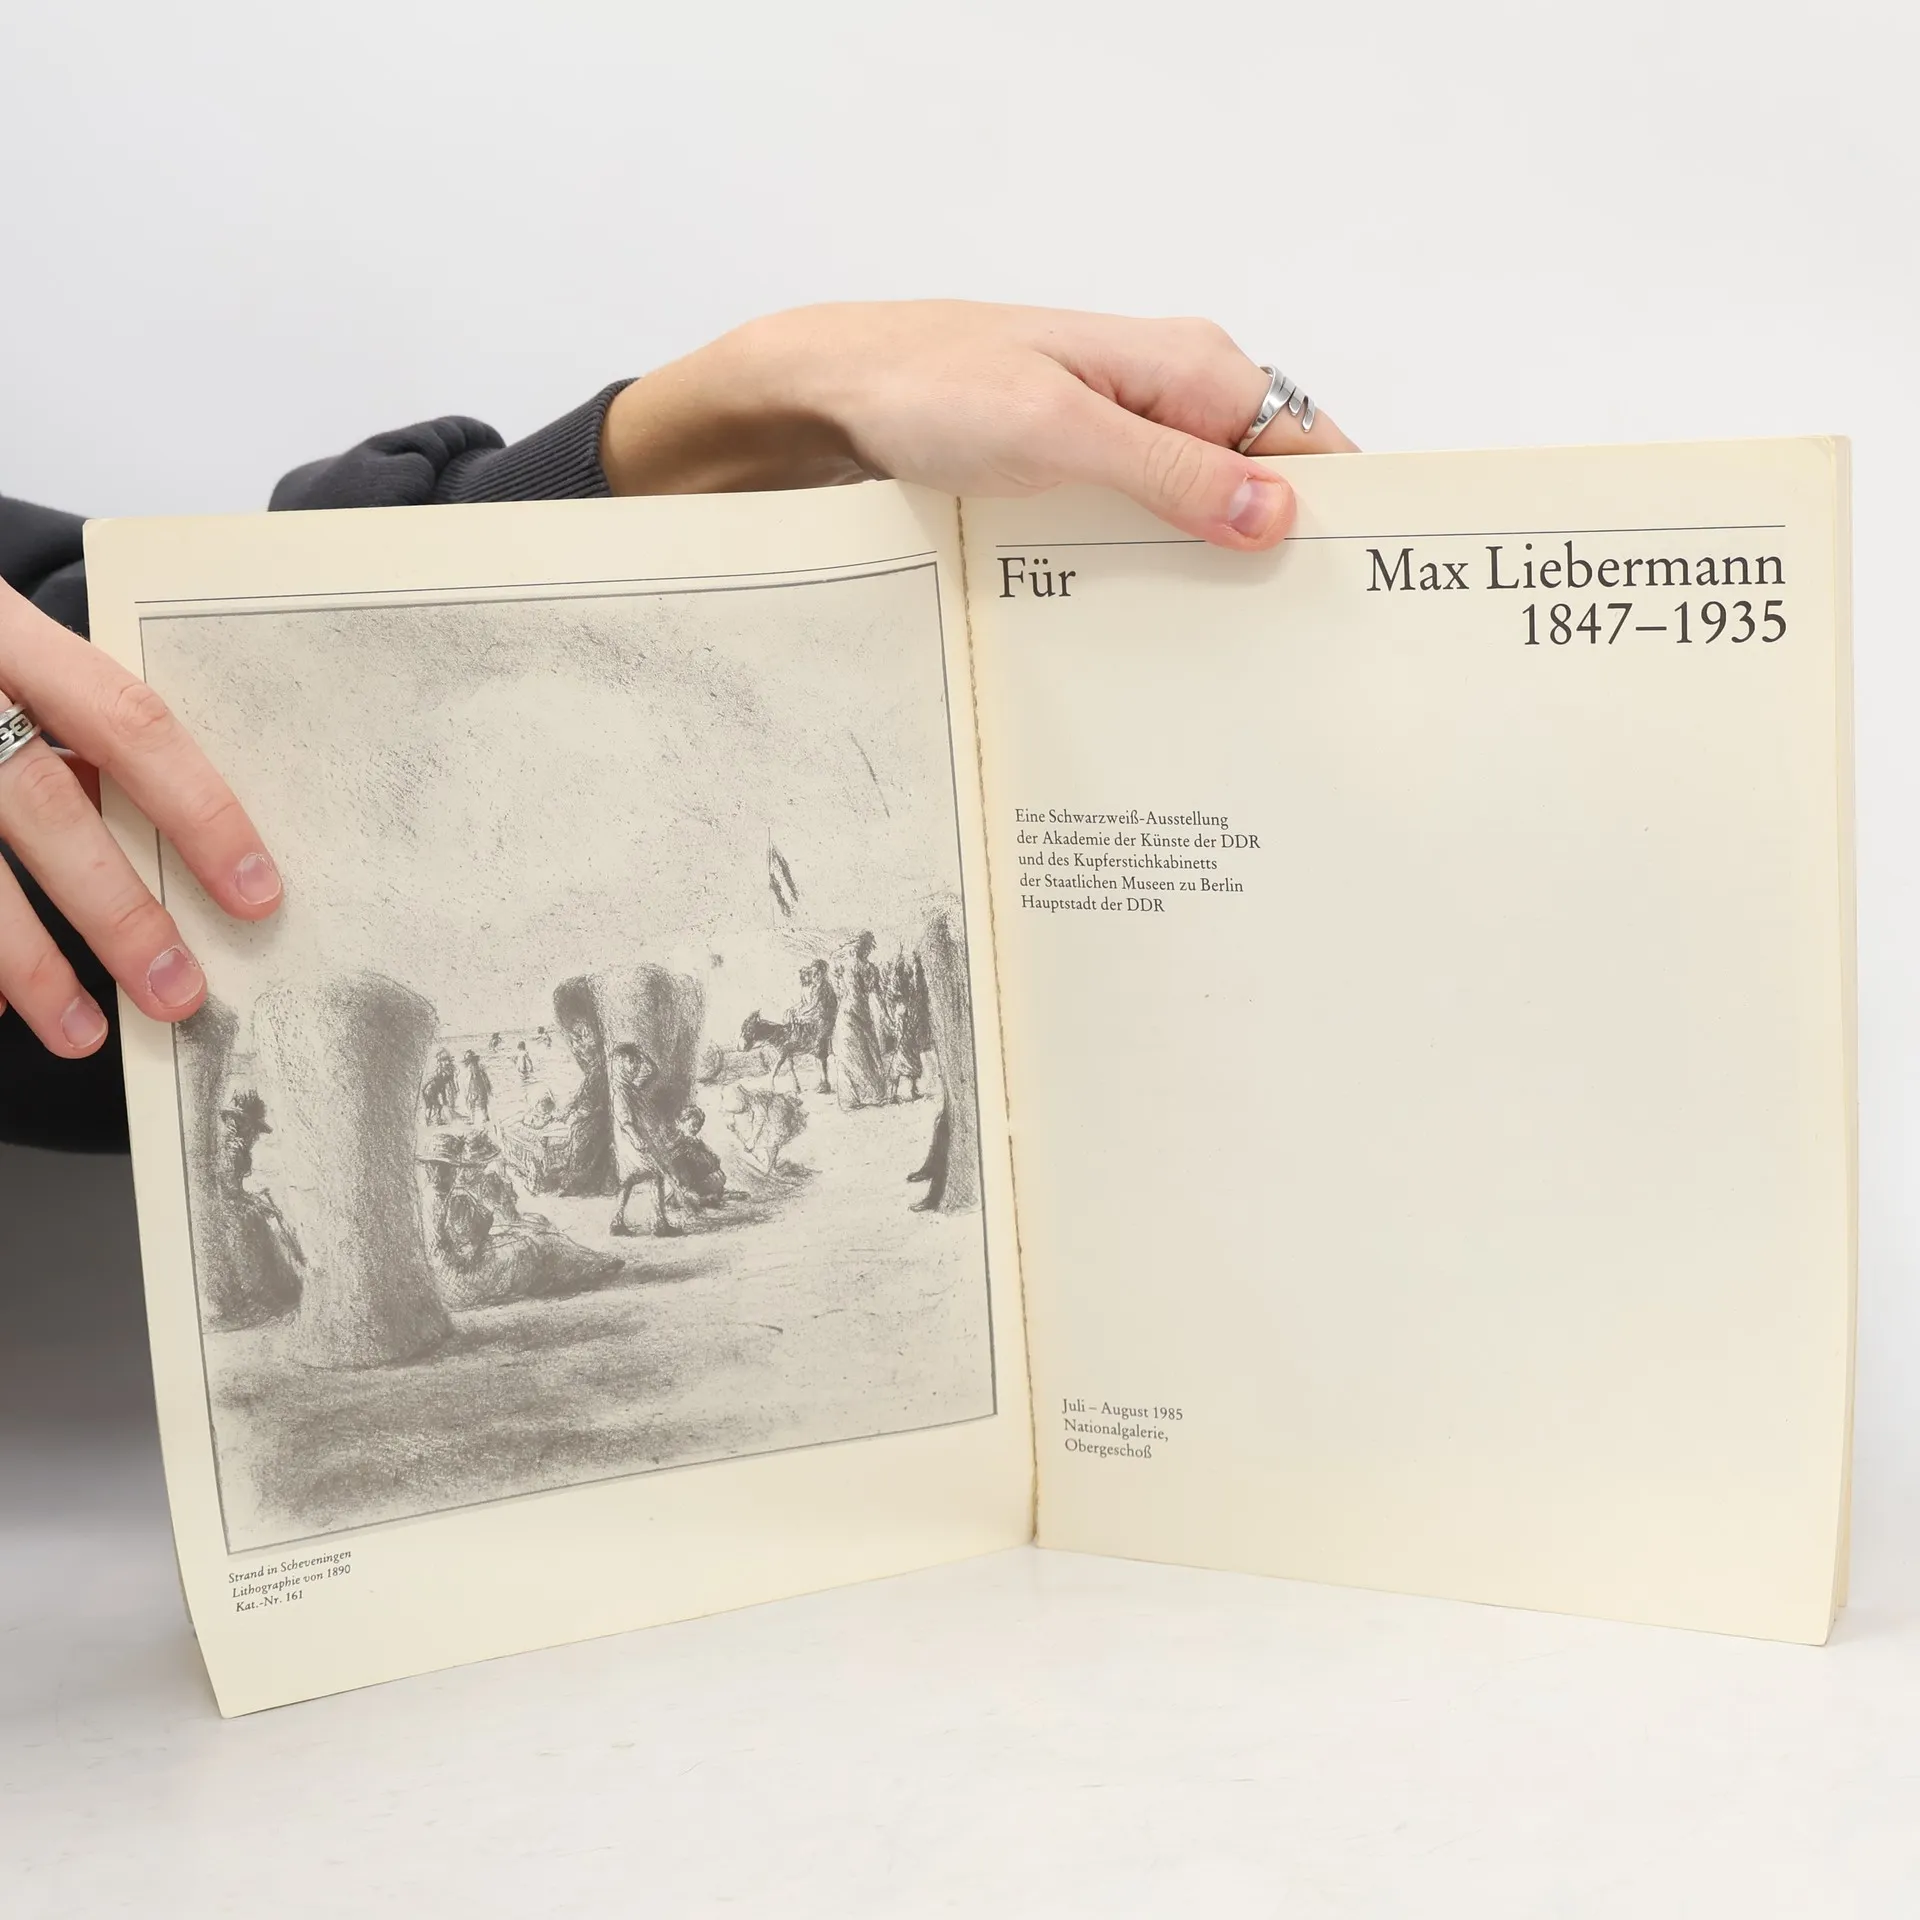 Strand in Scheveningen
Lithographie von 1890
Kat.-Nr. 161
Für Max Liebermann
1847–1935
Eine Schwarzweiß-Ausstellung
der Akademie der Künste der DDR
und des Kupferstichkabinetts
der Staatlichen Museen zu Berlin
Hauptstadt der DDR
Juli – August 1985
Nationalgalerie,
Obergeschoß